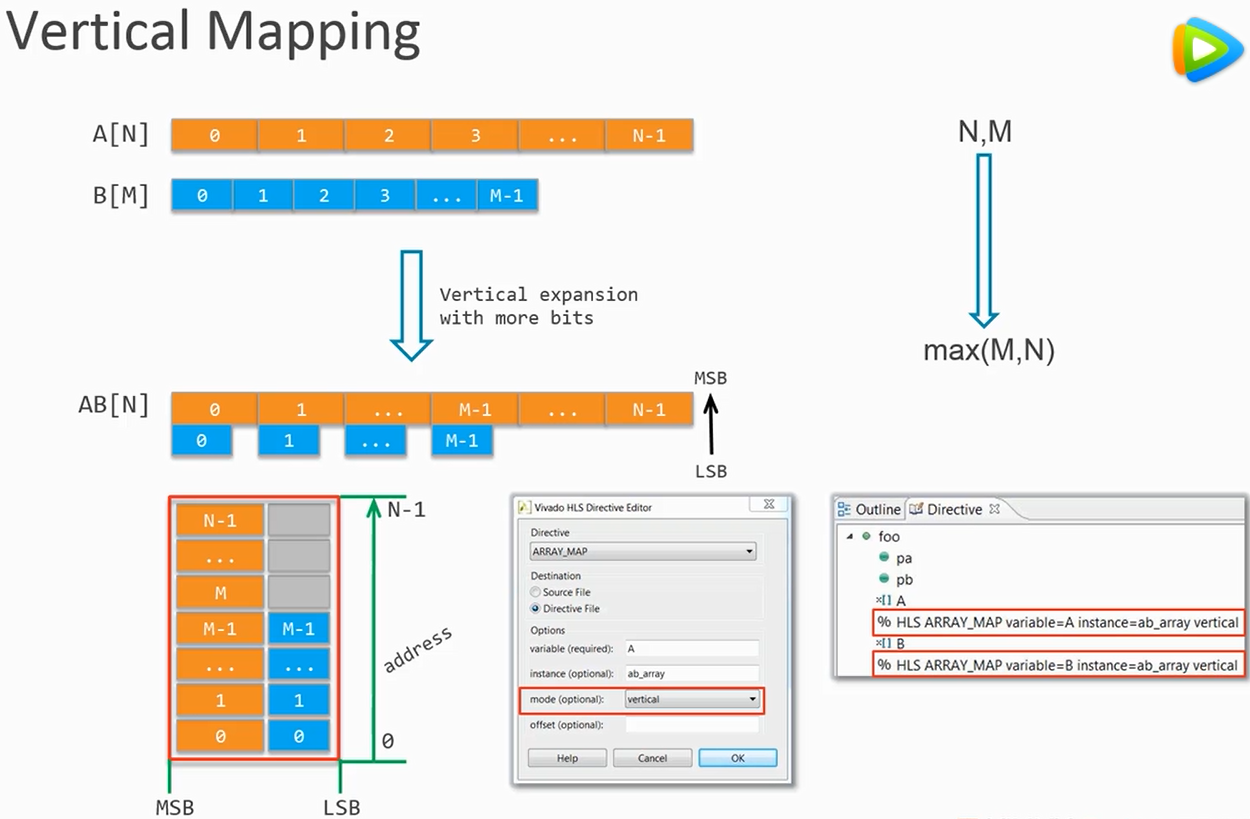 Vertical Mapping
A[N] 0 1 2 3 ... N-1
B[M] 0 1 2 3 ... M-1
N,M
Vertical expansion
with more bits
max(M,N)
AB[N] 0 1 ... M-1 ... N-1
0 1 ... M-1
MSB
LSB
N-1
...
M
M-1 M-1
... ...
1 1
0 0
N-1
address
0
MSB LSB
Vivado HLS Directive Editor
Directive
ARRAY_MAP
Destination
Source File
Directive File
Options
variable (required): A
instance (optional): ab_array
mode (optional): vertical
offset (optional):
Help Cancel OK
Outline Directive
foo
pa
pb
×[] A
% HLS ARRAY_MAP variable=A instance=ab_array vertical
×[] B
% HLS ARRAY_MAP variable=B instance=ab_array vertical